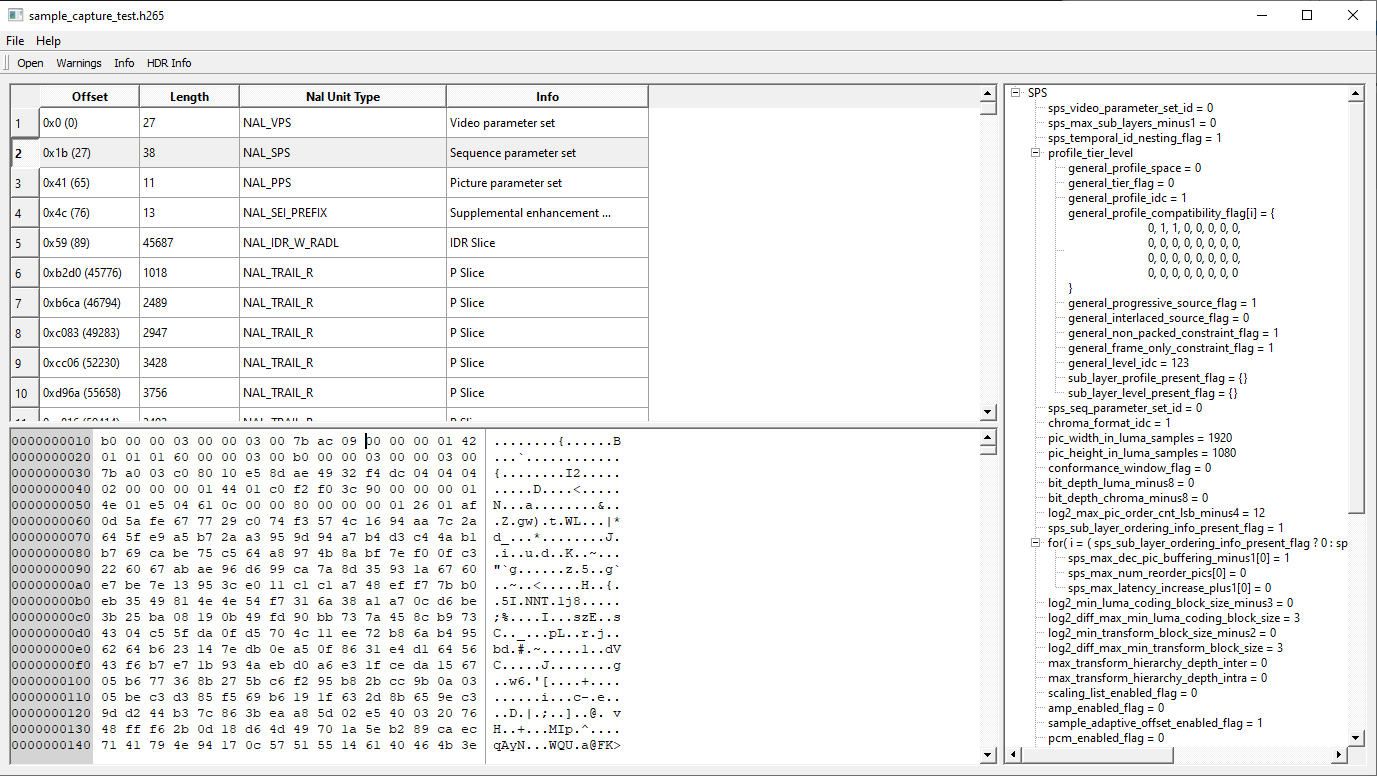 sample_capture_test.h265
File Help
Open Warnings Info HDR Info
Offset Length Nal Unit Type Info
1 0x0 (0) 27 NAL_VPS Video parameter set
2 0x1b (27) 38 NAL_SPS Sequence parameter set
3 0x41 (65) 11 NAL_PPS Picture parameter set
4 0x4c (76) 13 NAL_SEI_PREFIX Supplemental enhancement ...
5 0x59 (89) 45687 NAL_IDR_W_RADL IDR Slice
6 0xb2d0 (45776) 1018 NAL_TRAIL_R P Slice
7 0xb6ca (46794) 2489 NAL_TRAIL_R P Slice
8 0xc083 (49283) 2947 NAL_TRAIL_R P Slice
9 0xcc06 (52230) 3428 NAL_TRAIL_R P Slice
10 0xd96a (55658) 3756 NAL_TRAIL_R P Slice
0000000010 b0 00 00 03 00 00 03 00 7b ac 09 00 00 00 01 42 ........{......B
0000000020 01 01 01 60 00 00 03 00 b0 00 00 03 00 00 03 00 ...`............
0000000030 7b a0 03 c0 80 10 e5 8d ae 49 32 f4 dc 04 04 04 {........I2.....
0000000040 02 00 00 00 01 44 01 c0 f2 f0 3c 90 00 00 00 01 .....D....<.....
0000000050 4e 01 e5 04 61 0c 00 00 80 00 00 00 01 26 01 af N...a........&..
0000000060 0d 5a fe 67 77 29 c0 74 f3 57 4c 16 94 aa 7c 2a .Z.gw).t.WL...|*
0000000070 64 5f e9 a5 b7 2a a3 95 9d 94 a7 b4 d3 c4 4a b1 d_...*........J.
0000000080 b7 69 ca be 75 c5 64 a8 97 4b 8a bf 7e f0 0f c3 .i..u.d..K..~...
0000000090 22 60 67 ab ae 96 d6 99 ca 7a 8d 35 93 1a 67 60 "`g......z.5..g`
00000000a0 e7 be 7e 13 95 3c e0 11 c1 c1 a7 48 ef f7 7b b0 ..~..<.....H..{.
00000000b0 eb 35 49 81 4e 4e 54 f7 31 6a 38 a1 a7 0c d6 be .5I.NNT.1j8.....
00000000c0 3b 25 ba 08 19 0b 49 fd 90 bb 73 7a 45 8c b9 73 ;%....I...szE..s
00000000d0 43 04 c5 5f da 0f d5 70 4c 11 ee 72 b8 6a b4 95 C.._...pL..r.j..
00000000e0 62 64 b6 23 14 7e db 0e a5 0f 86 31 e4 d1 64 56 bd.#.~.....1..dV
00000000f0 43 f6 b7 e7 1b 93 4a eb d0 a6 e3 1f ce da 15 67 C.....J........g
0000000100 05 b6 77 36 8b 27 5b c6 f2 95 b8 2b cc 9b 0a 03 ..w6.'[....+....
0000000110 05 be c3 d3 85 f5 69 b6 19 1f 63 2d 8b 65 9e c3 ......i...c-.e..
0000000120 9d d2 44 b3 7c 86 3b ea a8 5d 02 e5 40 03 20 76 ..D.|.;..]..@. v
0000000130 48 ff f6 2b 0d 18 d6 4d 49 70 1a 5e b2 89 ca ec H..+...MIp.^....
0000000140 71 41 79 4e 94 17 0c 57 51 55 14 61 40 46 4b 3e qAyN...WQU.a@FK>
SPS
sps_video_parameter_set_id = 0
sps_max_sub_layers_minus1 = 0
sps_temporal_id_nesting_flag = 1
profile_tier_level
general_profile_space = 0
general_tier_flag = 0
general_profile_idc = 1
general_profile_compatibility_flag[i] = {
0, 1, 1, 0, 0, 0, 0, 0,
0, 0, 0, 0, 0, 0, 0, 0,
0, 0, 0, 0, 0, 0, 0, 0,
0, 0, 0, 0, 0, 0, 0, 0
}
general_progressive_source_flag = 1
general_interlaced_source_flag = 0
general_non_packed_constraint_flag = 1
general_frame_only_constraint_flag = 1
general_level_idc = 123
sub_layer_profile_present_flag = {}
sub_layer_level_present_flag = {}
sps_seq_parameter_set_id = 0
chroma_format_idc = 1
pic_width_in_luma_samples = 1920
pic_height_in_luma_samples = 1080
conformance_window_flag = 0
bit_depth_luma_minus8 = 0
bit_depth_chroma_minus8 = 0
log2_max_pic_order_cnt_lsb_minus4 = 12
sps_sub_layer_ordering_info_present_flag = 1
for( i = ( sps_sub_layer_ordering_info_present_flag ? 0 : sp
sps_max_dec_pic_buffering_minus1[0] = 1
sps_max_num_reorder_pics[0] = 0
sps_max_latency_increase_plus1[0] = 0
log2_min_luma_coding_block_size_minus3 = 0
log2_diff_max_min_luma_coding_block_size = 3
log2_min_transform_block_size_minus2 = 0
log2_diff_max_min_transform_block_size = 3
max_transform_hierarchy_depth_inter = 0
max_transform_hierarchy_depth_intra = 0
scaling_list_enabled_flag = 0
amp_enabled_flag = 0
sample_adaptive_offset_enabled_flag = 1
pcm_enabled_flag = 0